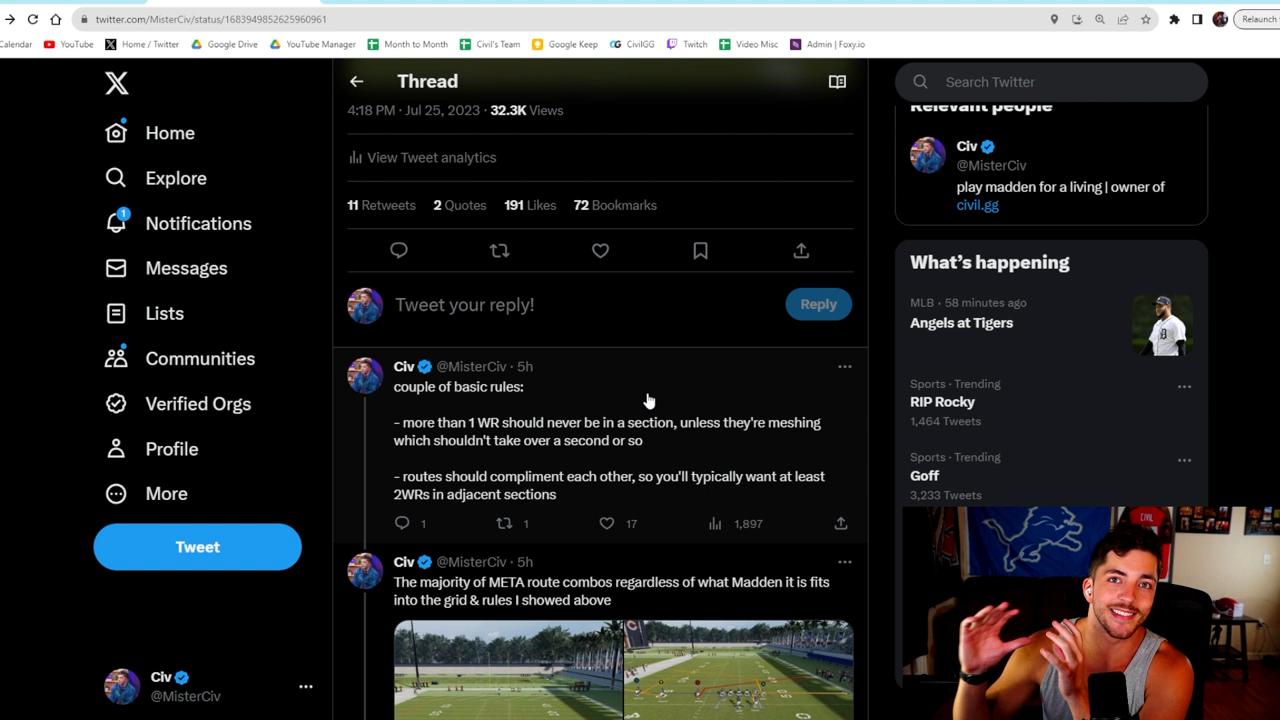 twitter.com/MisterCiv/status/1683949852625960961
Relaunch
Calendar
YouTube
Home / Twitter
Google Drive
YouTube Manager
Month to Month
Civil's Team
Google Keep
CivilGG
Twitch
Video Misc
Admin | Foxy.io
X
Home
Explore
1
Notifications
Messages
Lists
Communities
Verified Orgs
Profile
More
Tweet
Civ
@MisterCiv
Thread
4:18 PM · Jul 25, 2023 · 32.3K Views
View Tweet analytics
11 Retweets 2 Quotes 191 Likes 72 Bookmarks
Tweet your reply!
Reply
Civ @MisterCiv · 5h
couple of basic rules:
- more than 1 WR should never be in a section, unless they're meshing
which shouldn't take over a second or so
- routes should compliment each other, so you'll typically want at least
2WRs in adjacent sections
1 1 17 1,897
Civ @MisterCiv · 5h
The majority of META route combos regardless of what Madden it is fits
into the grid & rules I showed above
Search Twitter
Relevant people
Civ
@MisterCiv
play madden for a living | owner of
civil.gg
What's happening
MLB · 58 minutes ago
Angels at Tigers
Sports · Trending
RIP Rocky
1,464 Tweets
Sports · Trending
Goff
3,233 Tweets